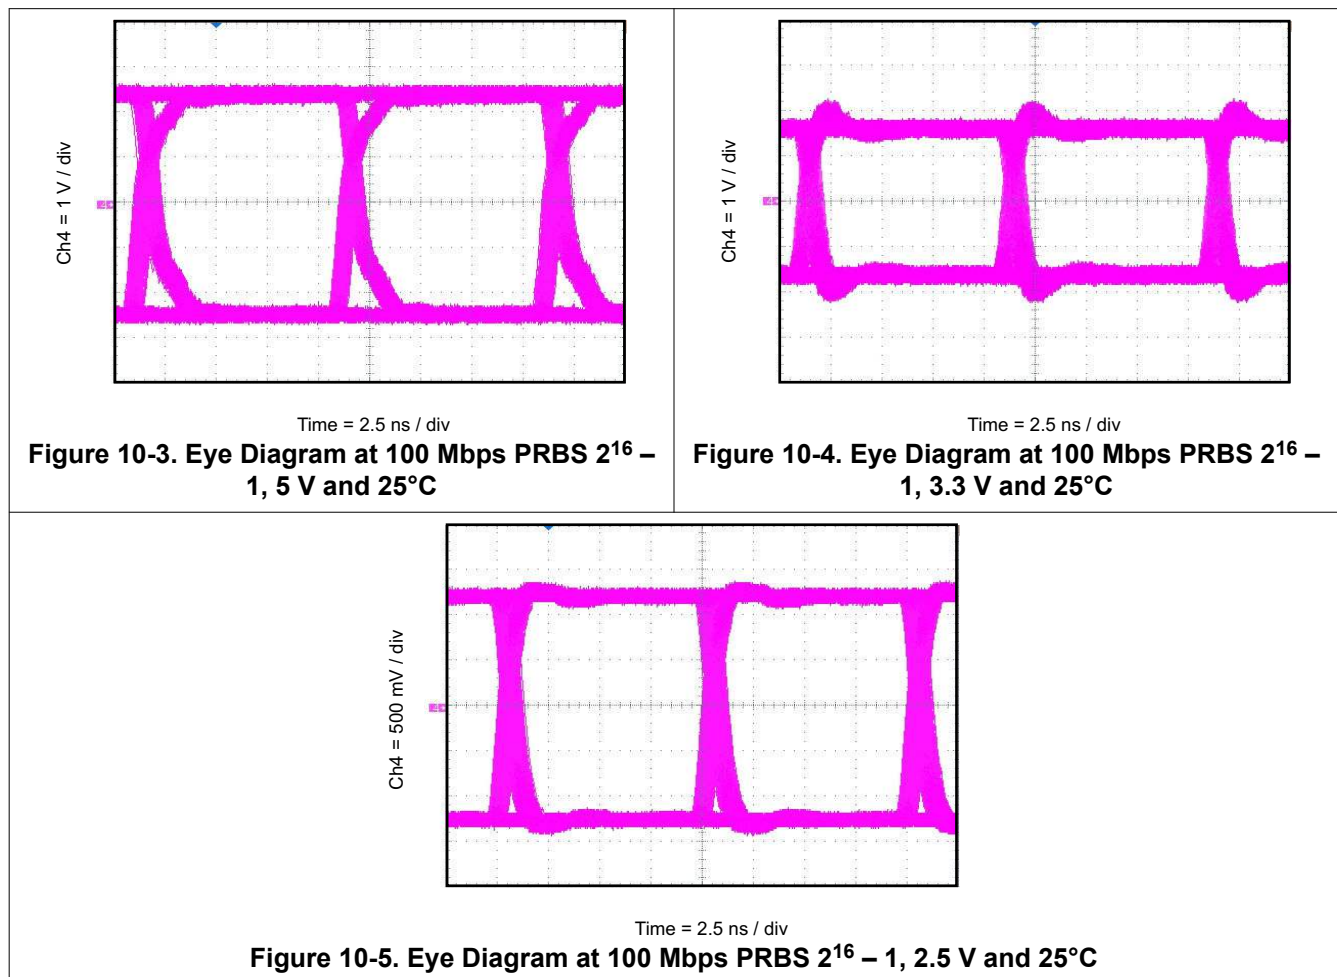 Ch4 = 1 V / div
Time = 2.5 ns / div
Figure 10-3. Eye Diagram at 100 Mbps PRBS 2¹⁶ –
1, 5 V and 25°C
Ch4 = 1 V / div
Time = 2.5 ns / div
Figure 10-4. Eye Diagram at 100 Mbps PRBS 2¹⁶ –
1, 3.3 V and 25°C
Ch4 = 500 mV / div
Time = 2.5 ns / div
Figure 10-5. Eye Diagram at 100 Mbps PRBS 2¹⁶ – 1, 2.5 V and 25°C